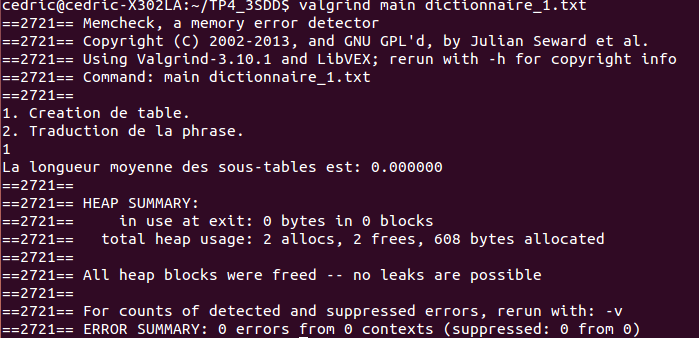 cedric@cedric-X302LA:~/TP4_3SDD$ valgrind main dictionnaire_1.txt
==2721== Memcheck, a memory error detector
==2721== Copyright (C) 2002-2013, and GNU GPL'd, by Julian Seward et al.
==2721== Using Valgrind-3.10.1 and LibVEX; rerun with -h for copyright info
==2721== Command: main dictionnaire_1.txt
==2721==
1. Creation de table.
2. Traduction de la phrase.
1
La longueur moyenne des sous-tables est: 0.000000
==2721==
==2721== HEAP SUMMARY:
==2721==     in use at exit: 0 bytes in 0 blocks
==2721==   total heap usage: 2 allocs, 2 frees, 608 bytes allocated
==2721==
==2721== All heap blocks were freed -- no leaks are possible
==2721==
==2721== For counts of detected and suppressed errors, rerun with: -v
==2721== ERROR SUMMARY: 0 errors from 0 contexts (suppressed: 0 from 0)